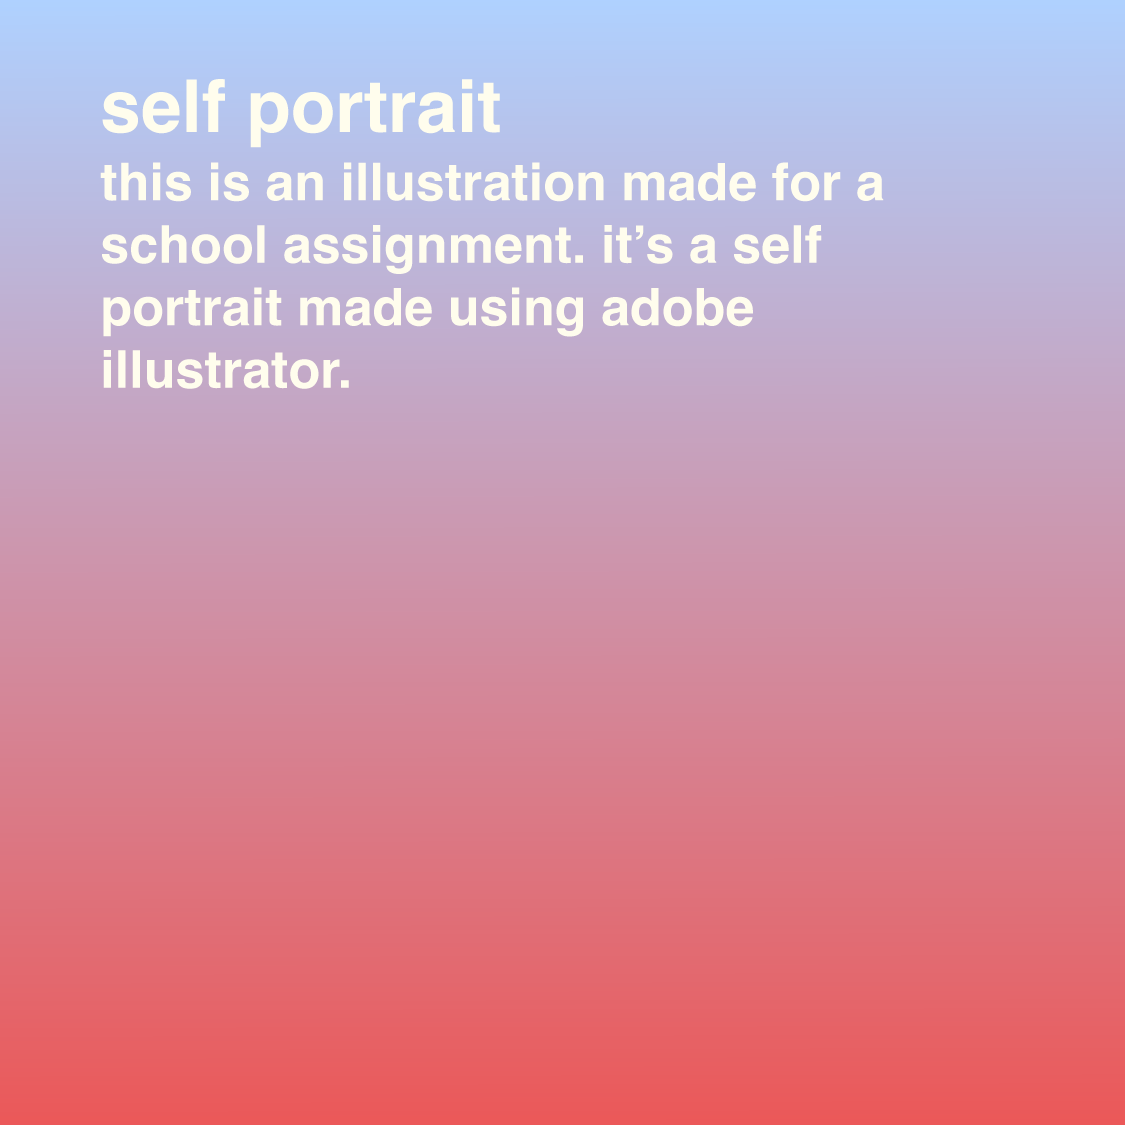 self portrait
this is an illustration made for a
school assignment. it’s a self
portrait made using adobe
illustrator.